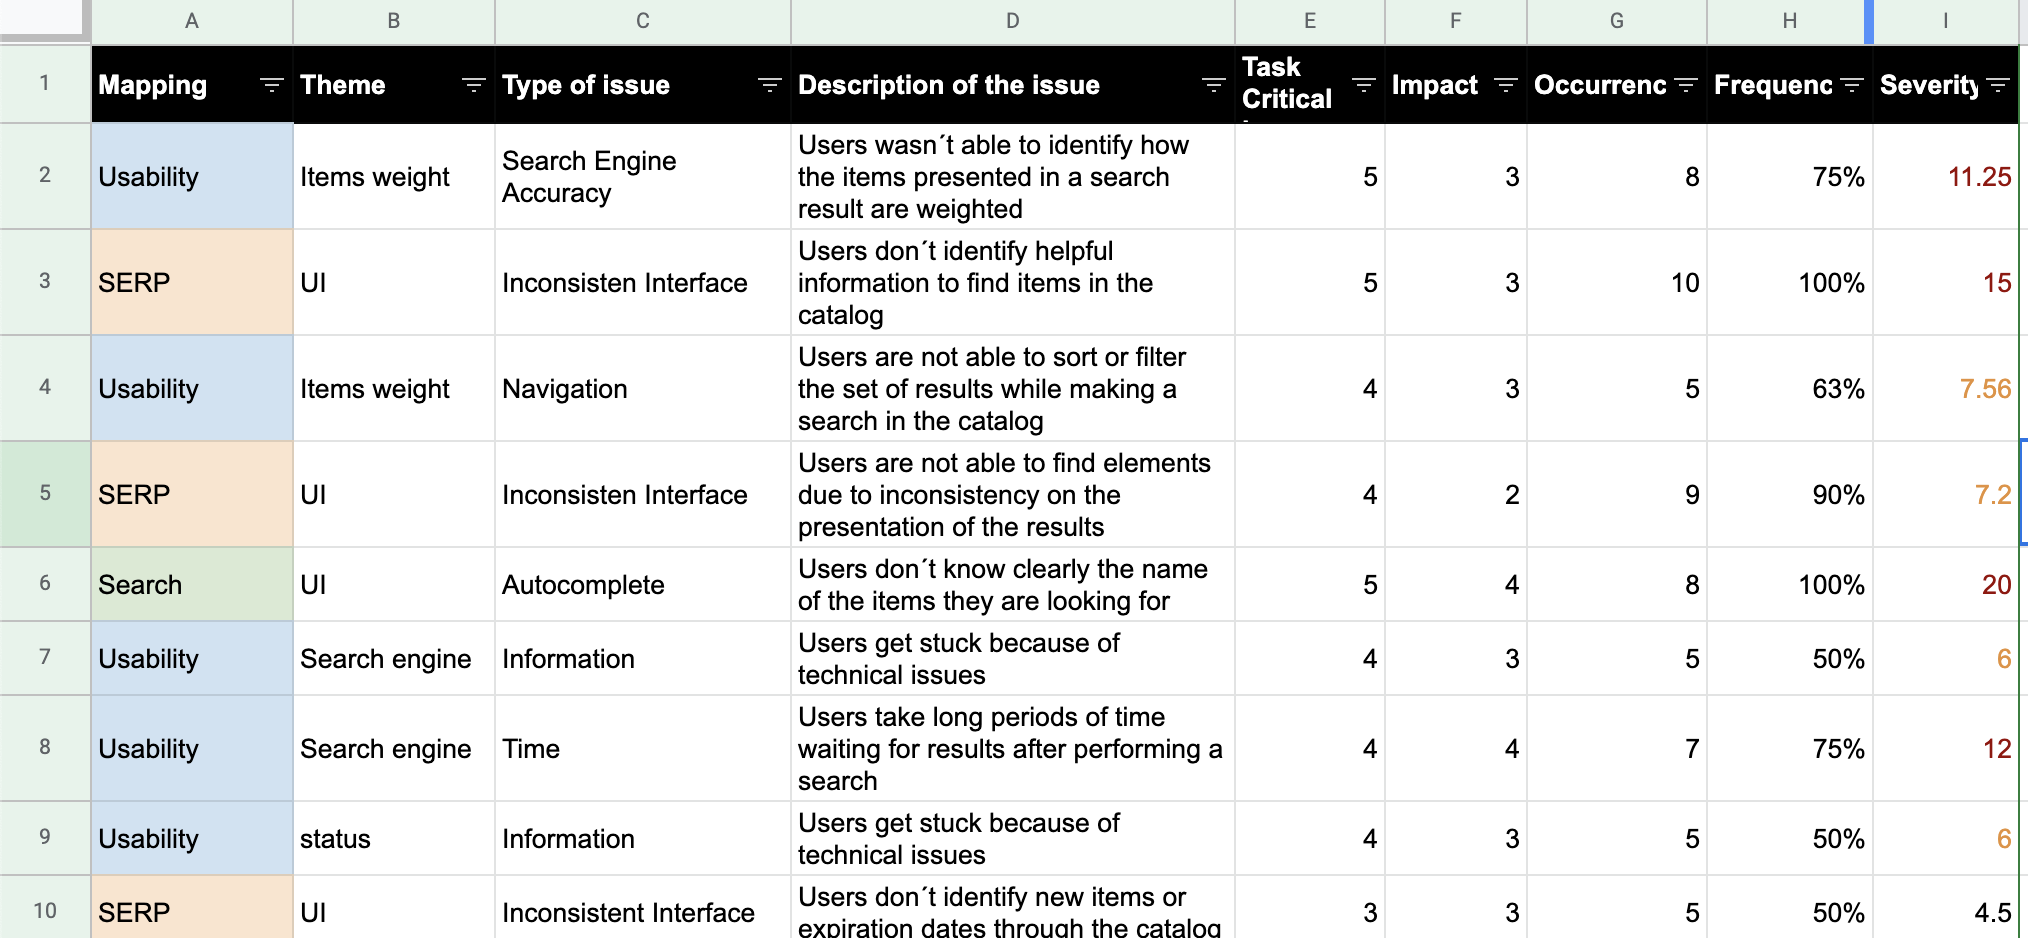 A B C D E F G H I
1 Mapping Theme Type of issue Description of the issue Task Critical Impact Occurrenc Frequenc Severity
2 Usability Items weight Search Engine Accuracy Users wasn´t able to identify how the items presented in a search result are weighted 5 3 8 75% 11.25
3 SERP UI Inconsisten Interface Users don´t identify helpful information to find items in the catalog 5 3 10 100% 15
4 Usability Items weight Navigation Users are not able to sort or filter the set of results while making a search in the catalog 4 3 5 63% 7.56
5 SERP UI Inconsisten Interface Users are not able to find elements due to inconsistency on the presentation of the results 4 2 9 90% 7.2
6 Search UI Autocomplete Users don´t know clearly the name of the items they are looking for 5 4 8 100% 20
7 Usability Search engine Information Users get stuck because of technical issues 4 3 5 50% 6
8 Usability Search engine Time Users take long periods of time waiting for results after performing a search 4 4 7 75% 12
9 Usability status Information Users get stuck because of technical issues 4 3 5 50% 6
10 SERP UI Inconsistent Interface Users don´t identify new items or expiration dates through the catalog 3 3 5 50% 4.5